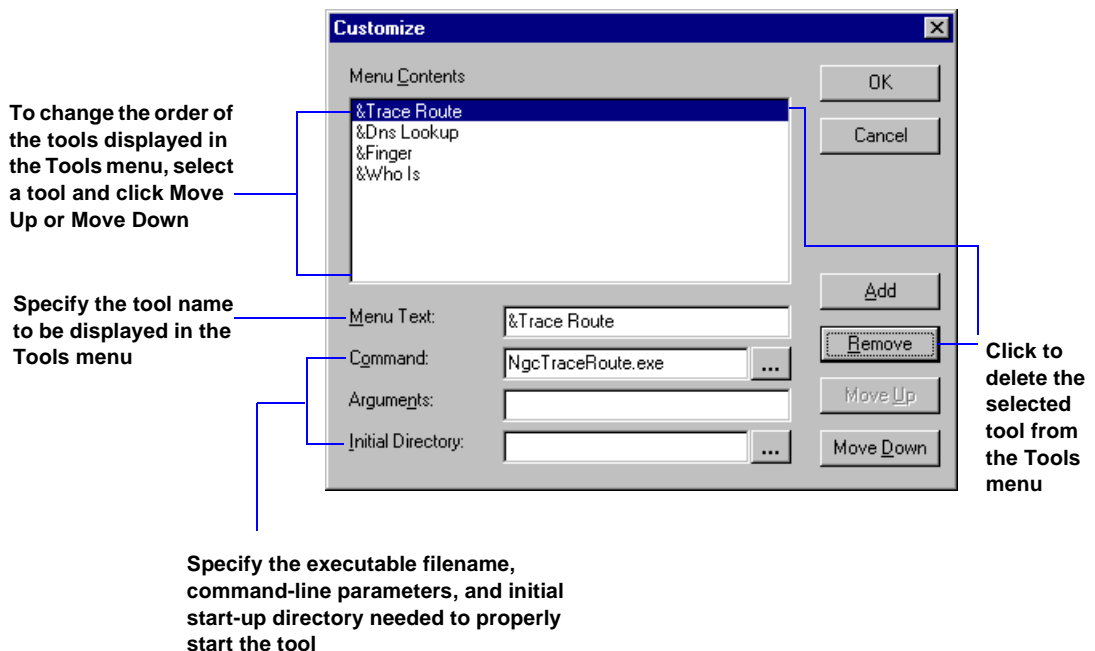 Customize
Menu Contents
&Trace Route
&Dns Lookup
&Finger
&Who Is
OK
Cancel
Add
Remove
Move Up
Move Down
Menu Text:
&Trace Route
Command:
NgcTraceRoute.exe
...
Arguments:
Initial Directory:
...
To change the order of
the tools displayed in
the Tools menu, select
a tool and click Move
Up or Move Down
Specify the tool name
to be displayed in the
Tools menu
Click to
delete the
selected
tool from
the Tools
menu
Specify the executable filename,
command-line parameters, and initial
start-up directory needed to properly
start the tool